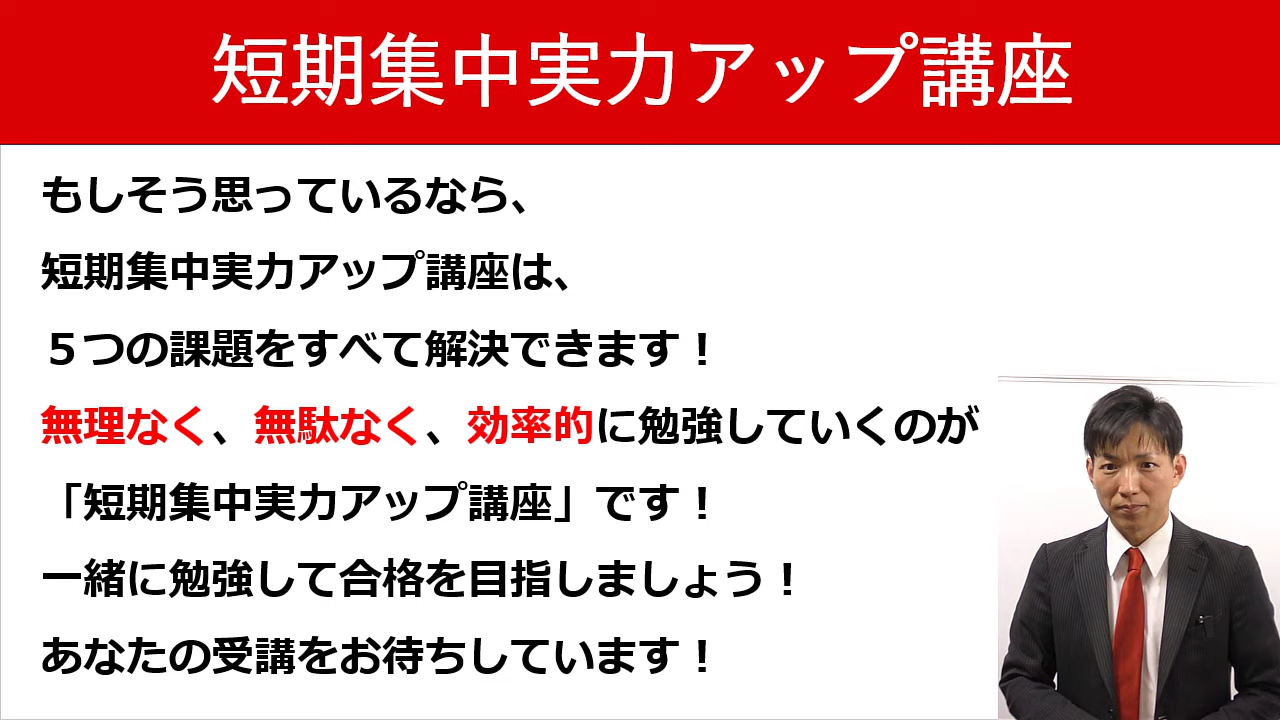 短期集中実力アップ講座
もしそう思っているなら、
短期集中実力アップ講座は、
５つの課題をすべて解決できます！
無理なく、無駄なく、効率的に勉強していくのが
「短期集中実力アップ講座」です！
一緒に勉強して合格を目指しましょう！
あなたの受講をお待ちしています！